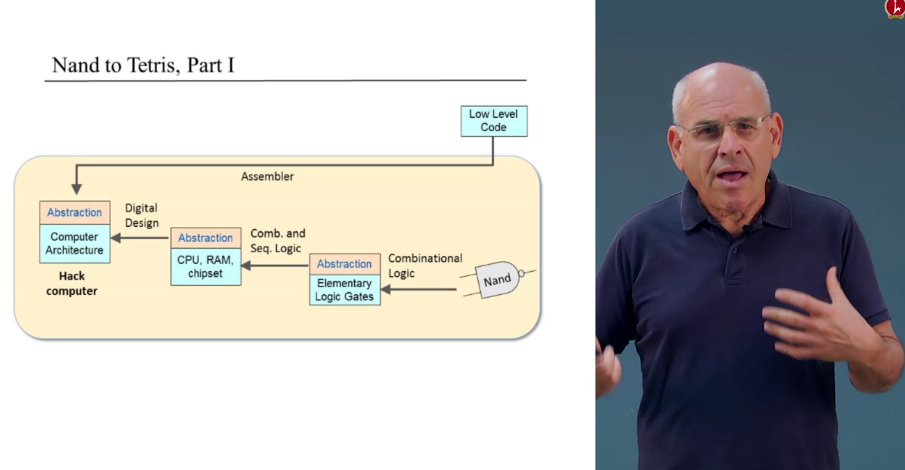 Nand to Tetris, Part I
Low Level
Code
Assembler
Abstraction
Computer
Architecture
Hack
computer
Digital
Design
Abstraction
CPU, RAM,
chipset
Comb. and
Seq. Logic
Abstraction
Elementary
Logic Gates
Combinational
Logic
Nand